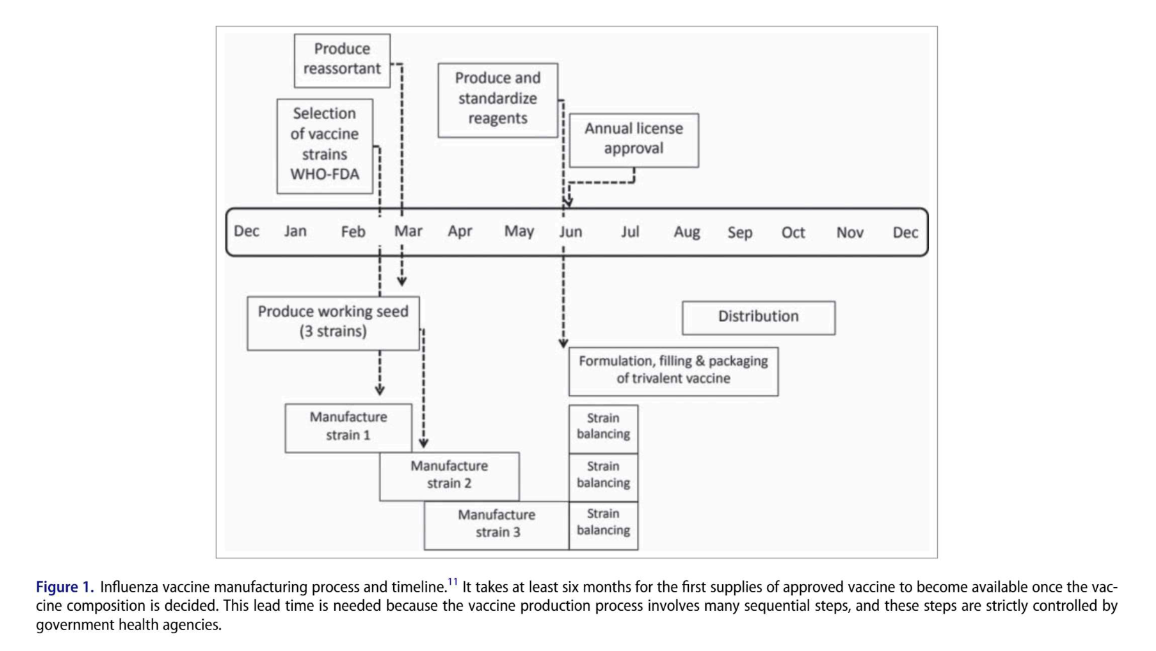 Produce
reassortant
Selection
of vaccine
strains
WHO-FDA
Produce and
standardize
reagents
Annual license
approval
Dec Jan Feb Mar Apr May Jun Jul Aug Sep Oct Nov Dec
Produce working seed
(3 strains)
Distribution
Formulation, filling & packaging
of trivalent vaccine
Manufacture
strain 1
Strain
balancing
Manufacture
strain 2
Strain
balancing
Manufacture
strain 3
Strain
balancing
Figure 1. Influenza vaccine manufacturing process and timeline.11 It takes at least six months for the first supplies of approved vaccine to become available once the vac-
cine composition is decided. This lead time is needed because the vaccine production process involves many sequential steps, and these steps are strictly controlled by
government health agencies.